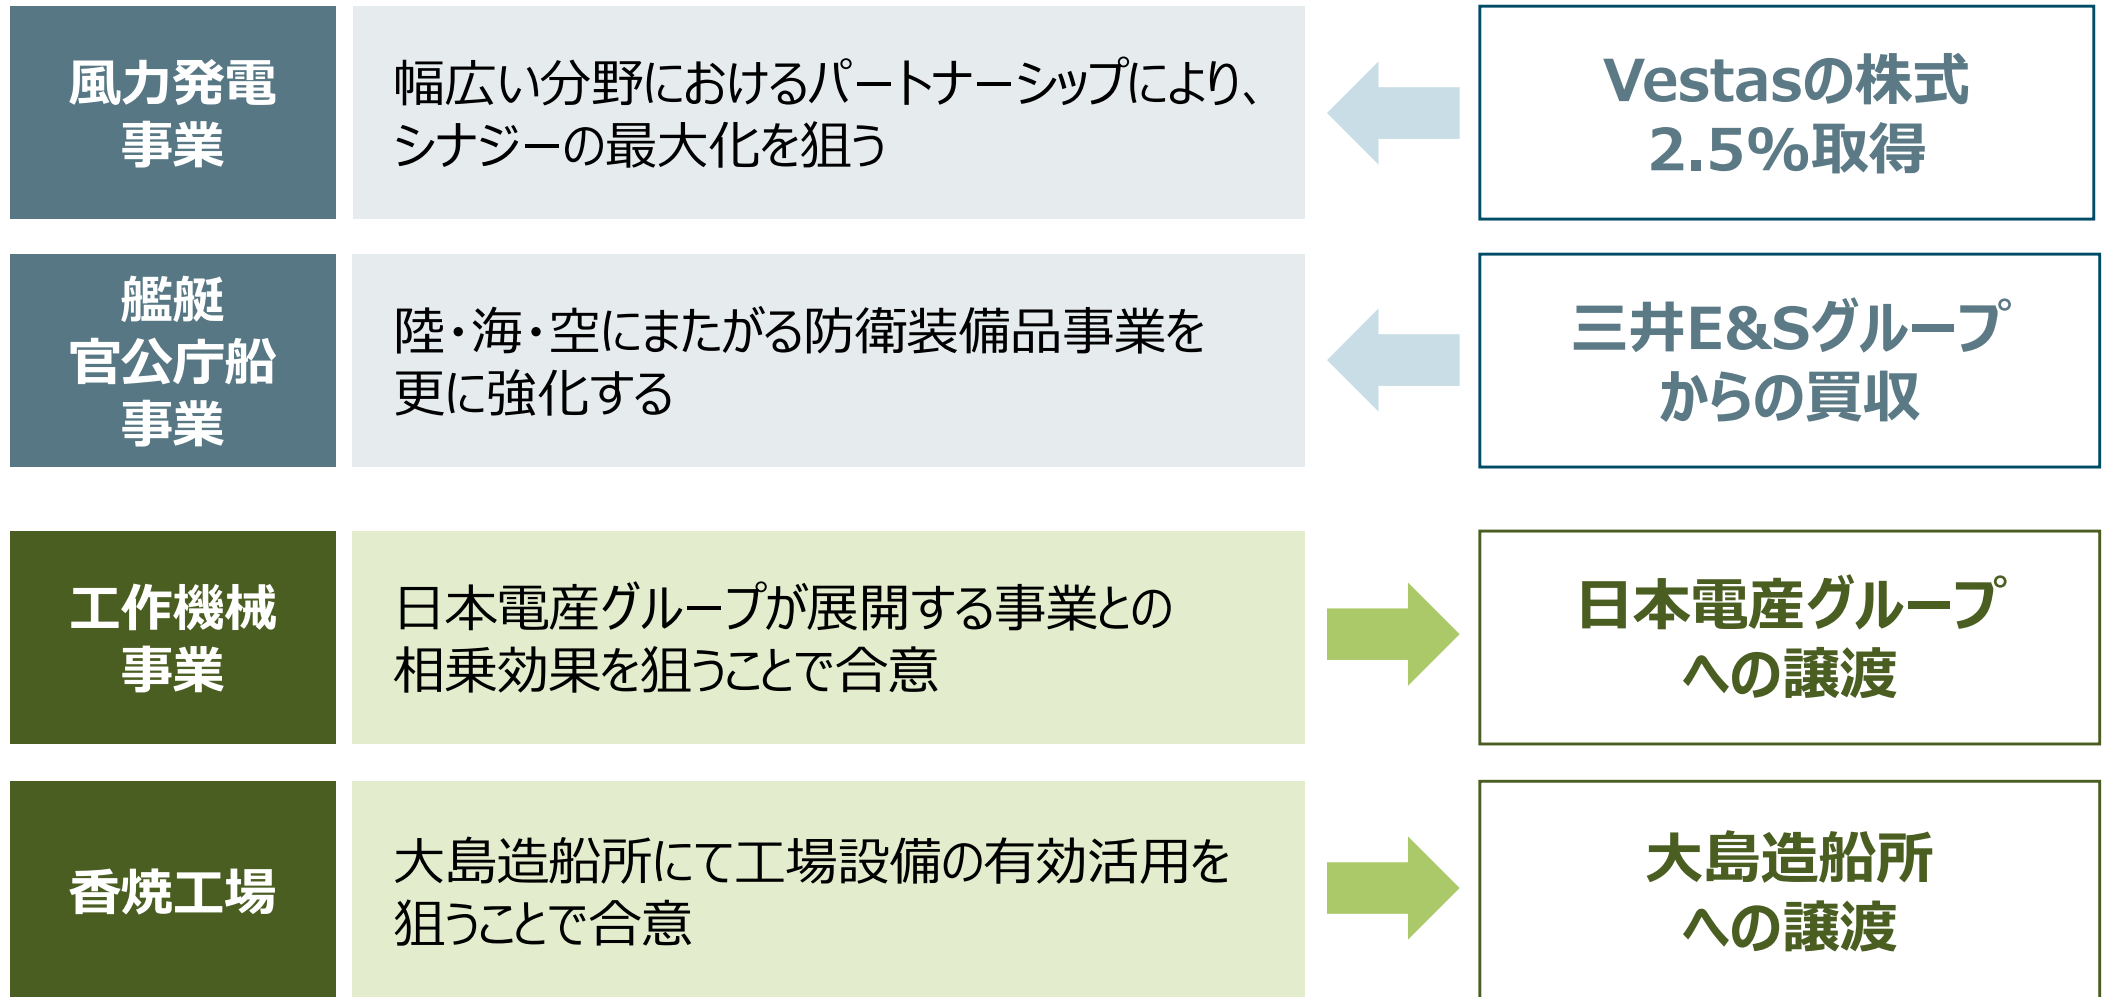 風力発電
事業
幅広い分野におけるパートナーシップにより、
シナジーの最大化を狙う
Vestasの株式
2.5%取得
艦艇
官公庁船
事業
陸・海・空にまたがる防衛装備品事業を
更に強化する
三井E&Sグループ
からの買収
工作機械
事業
日本電産グループが展開する事業との
相乗効果を狙うことで合意
日本電産グループ
への譲渡
香焼工場
大島造船所にて工場設備の有効活用を
狙うことで合意
大島造船所
への譲渡